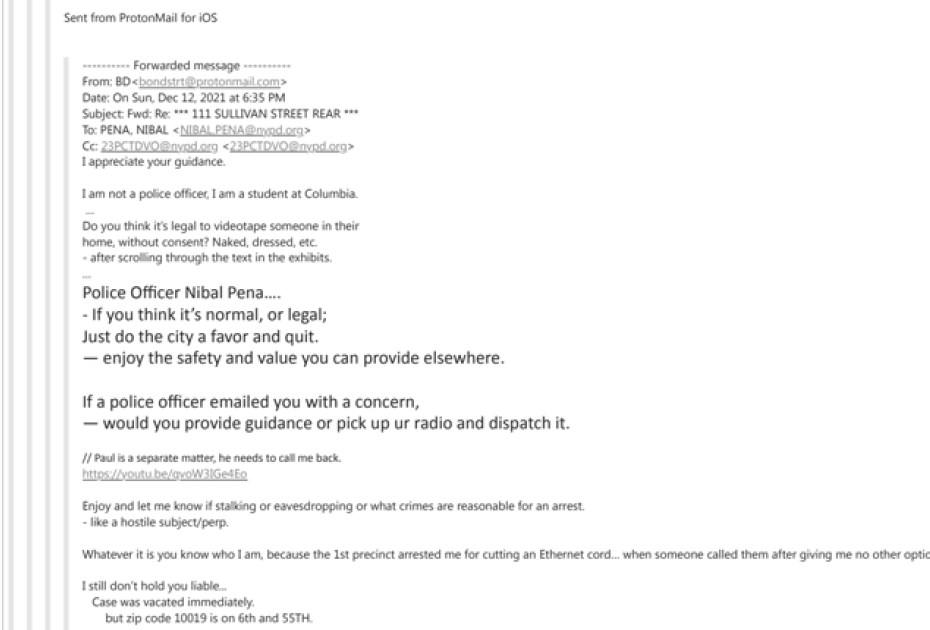 Sent from ProtonMail for iOS
---------- Forwarded message ----------
From: BD<bondstrt@protonmail.com>
Date: On Sun, Dec 12, 2021 at 6:35 PM
Subject: Fwd: Re: *** 111 SULLIVAN STREET REAR ***
To: PENA, NIBAL <NIBAL.PENA@nypd.org>
Cc: 23PCTDVO@nypd.org <23PCTDVO@nypd.org>
I appreciate your guidance.
I am not a police officer, I am a student at Columbia.
...
Do you think it's legal to videotape someone in their
home, without consent? Naked, dressed, etc.
- after scrolling through the text in the exhibits.
...
Police Officer Nibal Pena....
- If you think it's normal, or legal;
Just do the city a favor and quit.
— enjoy the safety and value you can provide elsewhere.
If a police officer emailed you with a concern,
— would you provide guidance or pick up ur radio and dispatch it.
// Paul is a separate matter, he needs to call me back.
https://youtu.be/qvoW3IGe4Eo
Enjoy and let me know if stalking or eavesdropping or what crimes are reasonable for an arrest.
- like a hostile subject/perp.
Whatever it is you know who I am, because the 1st precinct arrested me for cutting an Ethernet cord... when someone called them after giving me no other optic
I still don't hold you liable...
Case was vacated immediately.
but zip code 10019 is on 6th and 55TH.